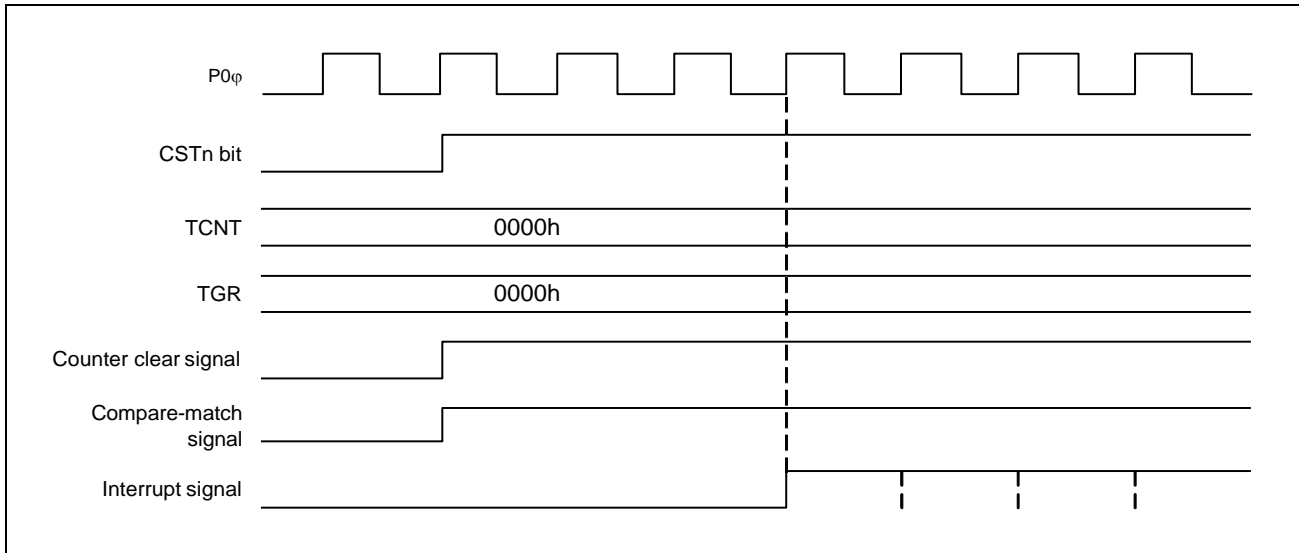 P0φ
CSTn bit
TCNT
0000h
TGR
0000h
Counter clear signal
Compare-match
signal
Interrupt signal